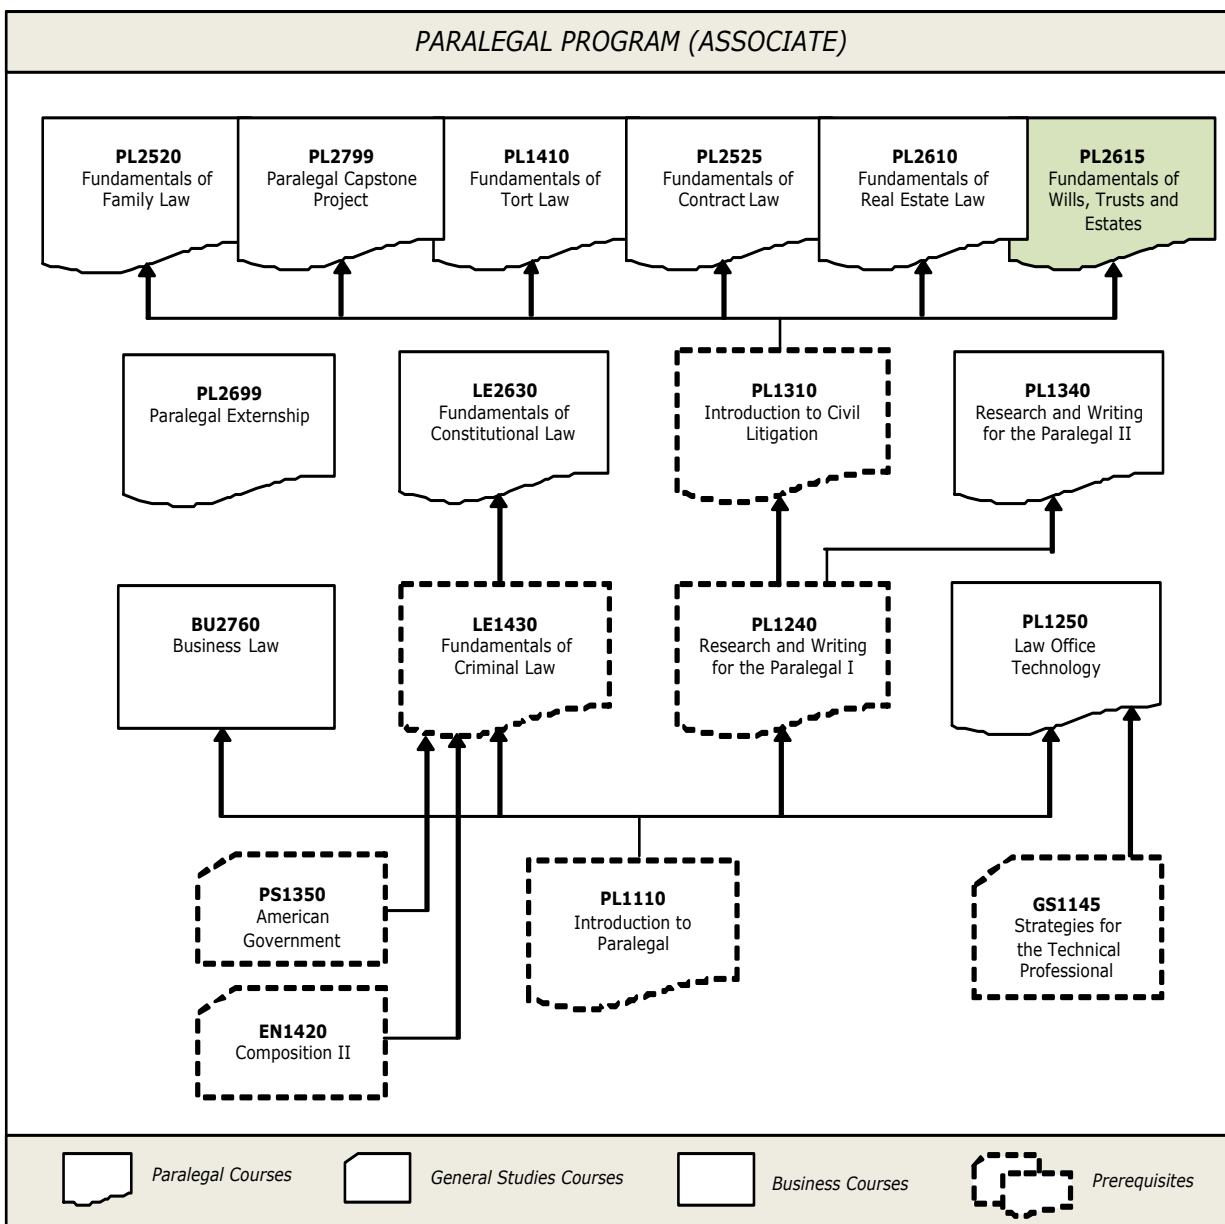 PARALEGAL PROGRAM (ASSOCIATE)
PL2520
Fundamentals of
Family Law
PL2799
Paralegal Capstone
Project
PL1410
Fundamentals of
Tort Law
PL2525
Fundamentals of
Contract Law
PL2610
Fundamentals of
Real Estate Law
PL2615
Fundamentals of
Wills, Trusts and
Estates
PL2699
Paralegal Externship
LE2630
Fundamentals of
Constitutional Law
PL1310
Introduction to Civil
Litigation
PL1340
Research and Writing
for the Paralegal II
BU2760
Business Law
LE1430
Fundamentals of
Criminal Law
PL1240
Research and Writing
for the Paralegal I
PL1250
Law Office
Technology
PS1350
American
Government
PL1110
Introduction to
Paralegal
GS1145
Strategies for
the Technical
Professional
EN1420
Composition II
Paralegal Courses
General Studies Courses
Business Courses
Prerequisites